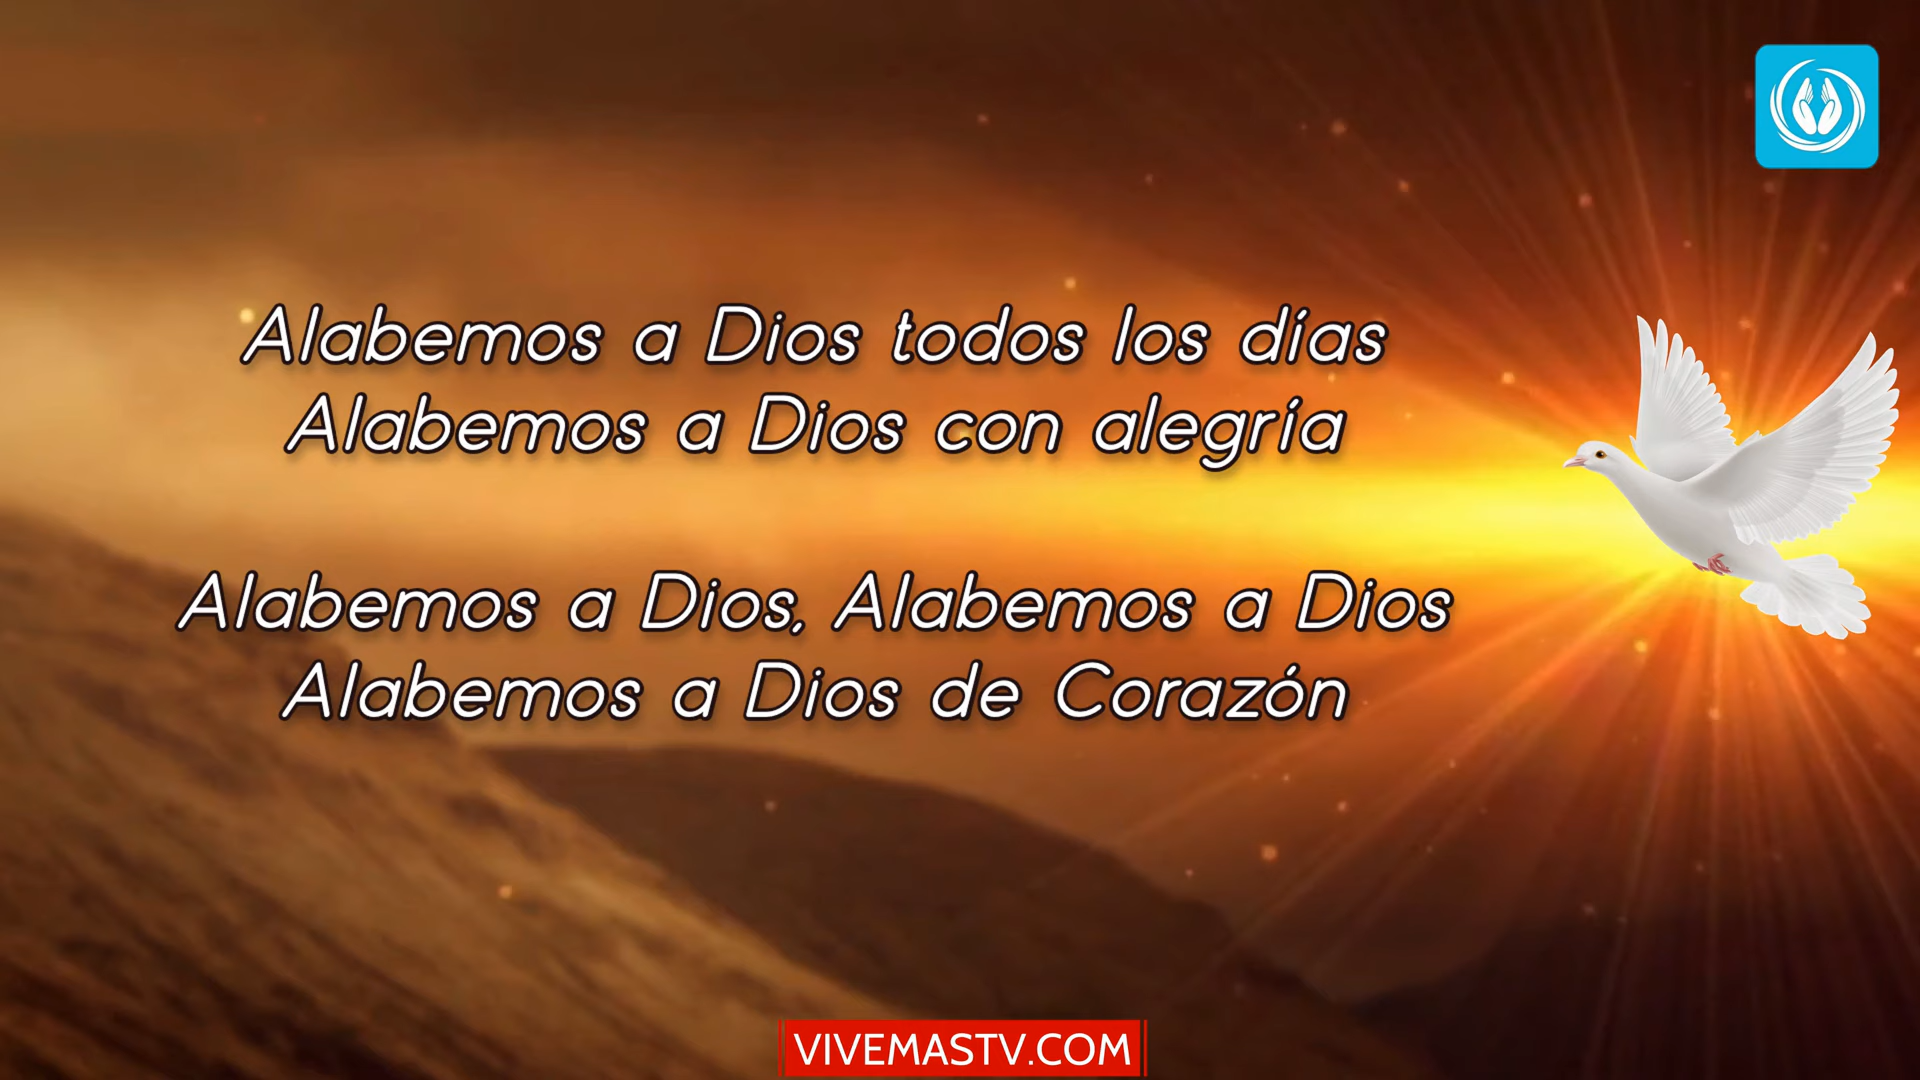 Alabemos a Dios todos los días
Alabemos a Dios con alegría
Alabemos a Dios, Alabemos a Dios
Alabemos a Dios de Corazón
VIVEMASTV.COM